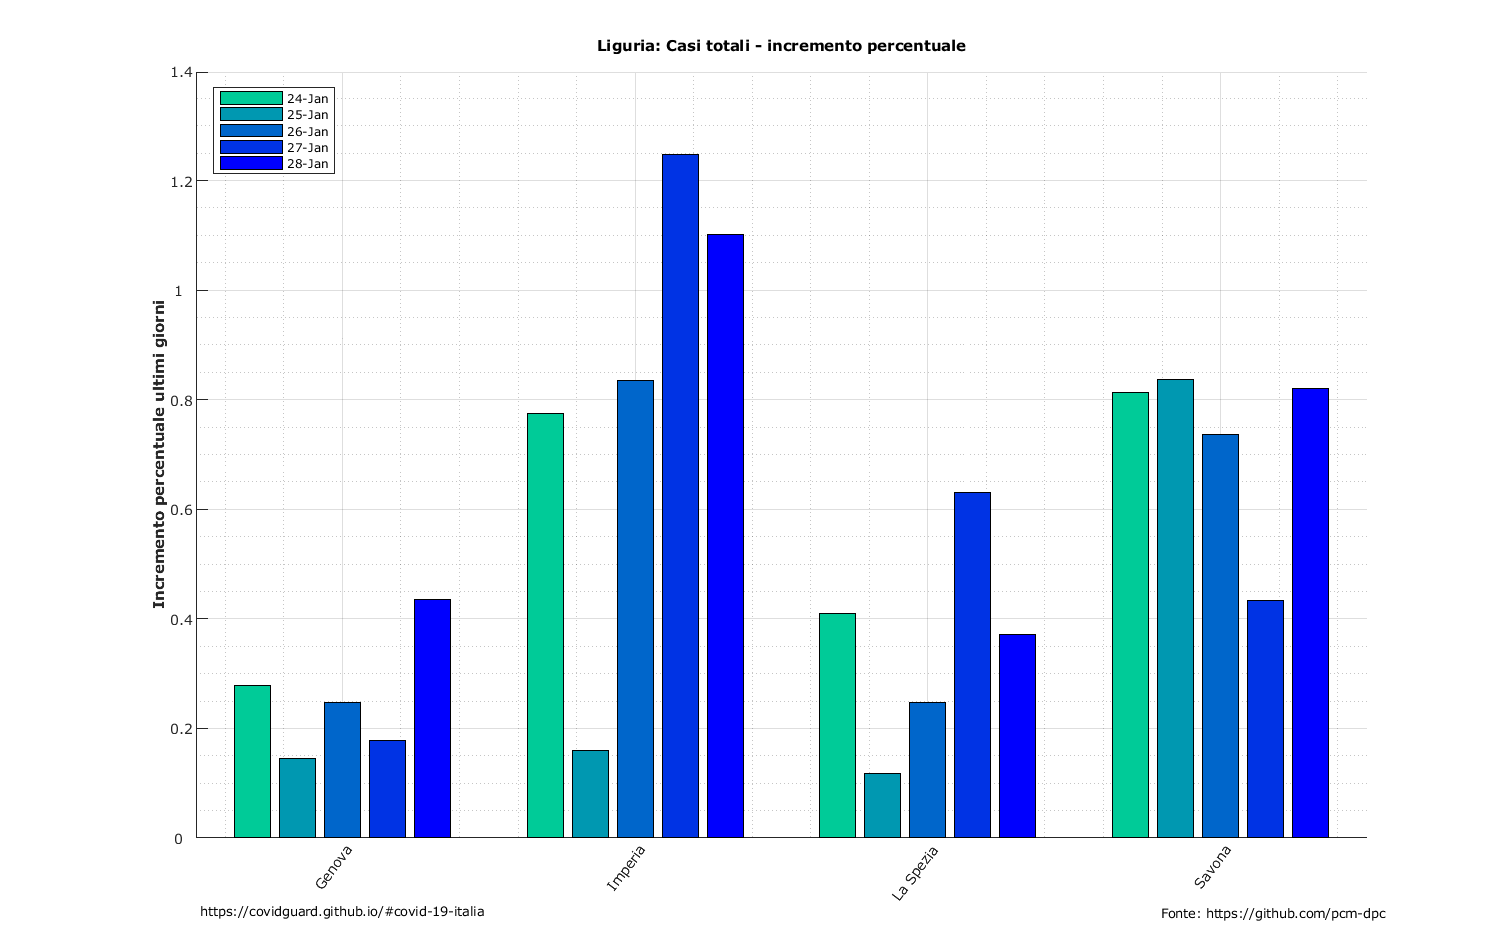 Liguria: Casi totali - incremento percentuale
24-Jan
25-Jan
26-Jan
27-Jan
28-Jan
Incremento percentuale ultimi giorni
1.4
1.2
1
0.8
0.6
0.4
0.2
0
Genova
Imperia
La Spezia
Savona
https://covidguard.github.io/#covid-19-italia
Fonte: https://github.com/pcm-dpc